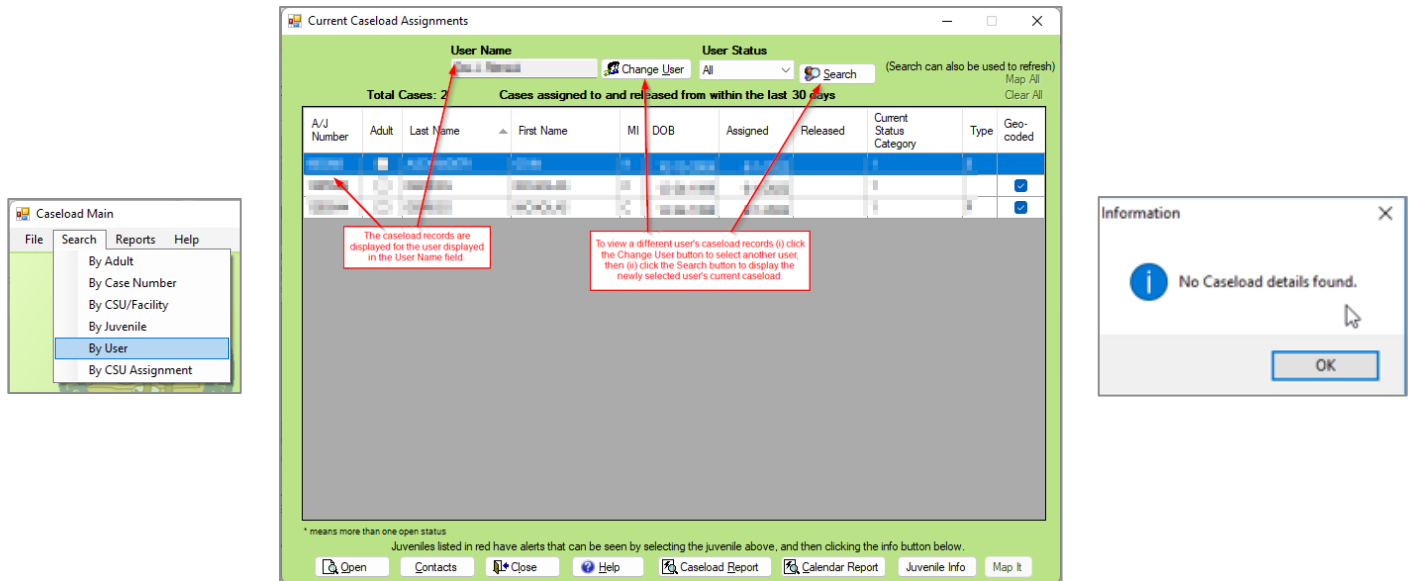 Caseload Main
File Search Reports Help
By Adult
By Case Number
By CSU/Facility
By Juvenile
By User
By CSU Assignment
Current Caseload Assignments
User Name
User Status
Change User
All
Search
(Search can also be used to refresh)
Map All
Clear All
Total Cases: 2
Cases assigned to and released from within the last 30 days
A/J Number
Adult
Last Name
First Name
MI
DOB
Assigned
Released
Current Status Category
Type
Geo-coded
The caseload records are
displayed for the user displayed
in the User Name field.
To view a different user's caseload records (i) click
the Change User button to select another user,
then (ii) click the Search button to display the
newly selected user's current caseload.
* means more than one open status
Juveniles listed in red have alerts that can be seen by selecting the juvenile above, and then clicking the info button below.
Open
Contacts
Close
Help
Caseload Report
Calendar Report
Juvenile Info
Map It
Information
No Caseload details found.
OK